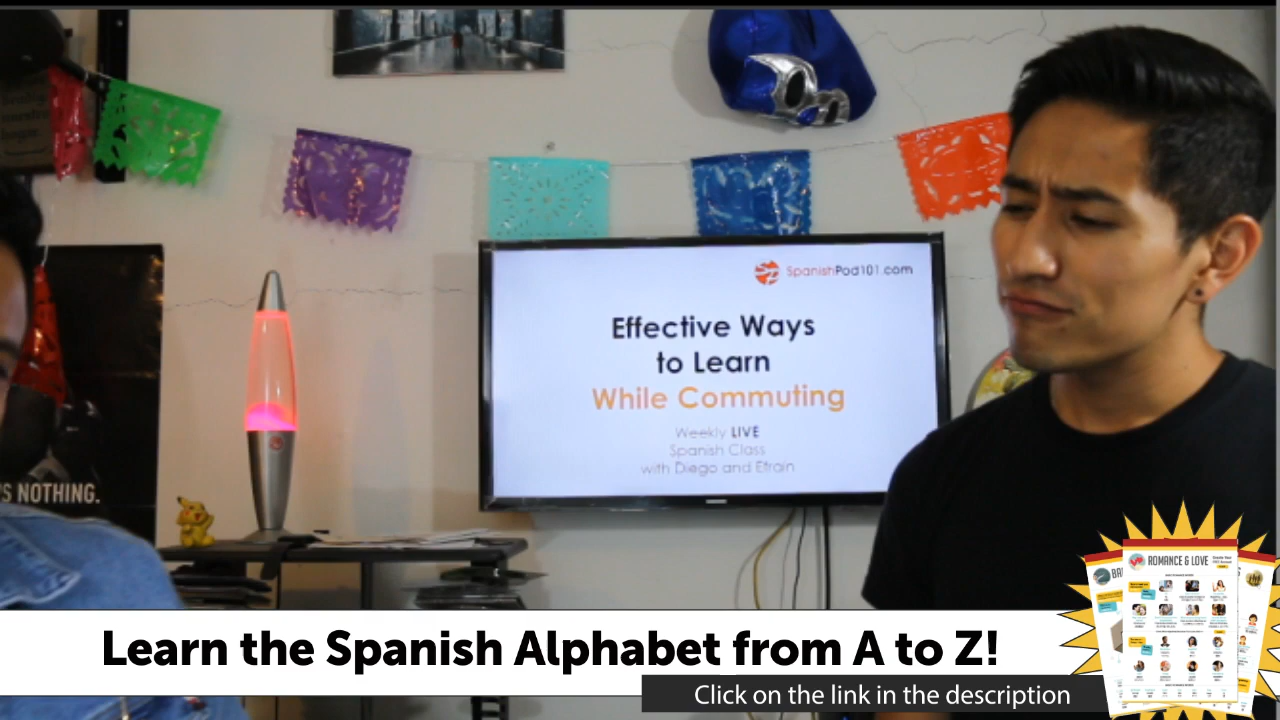 SpanishPod101.com
Effective Ways
to Learn
While Commuting
Weekly LIVE
Spanish Class
with Diego and Efrain
'S NOTHING.
ROMANCE & LOVE
Learn the Spanish Alphabet from A to Z!
Click on the link in the description